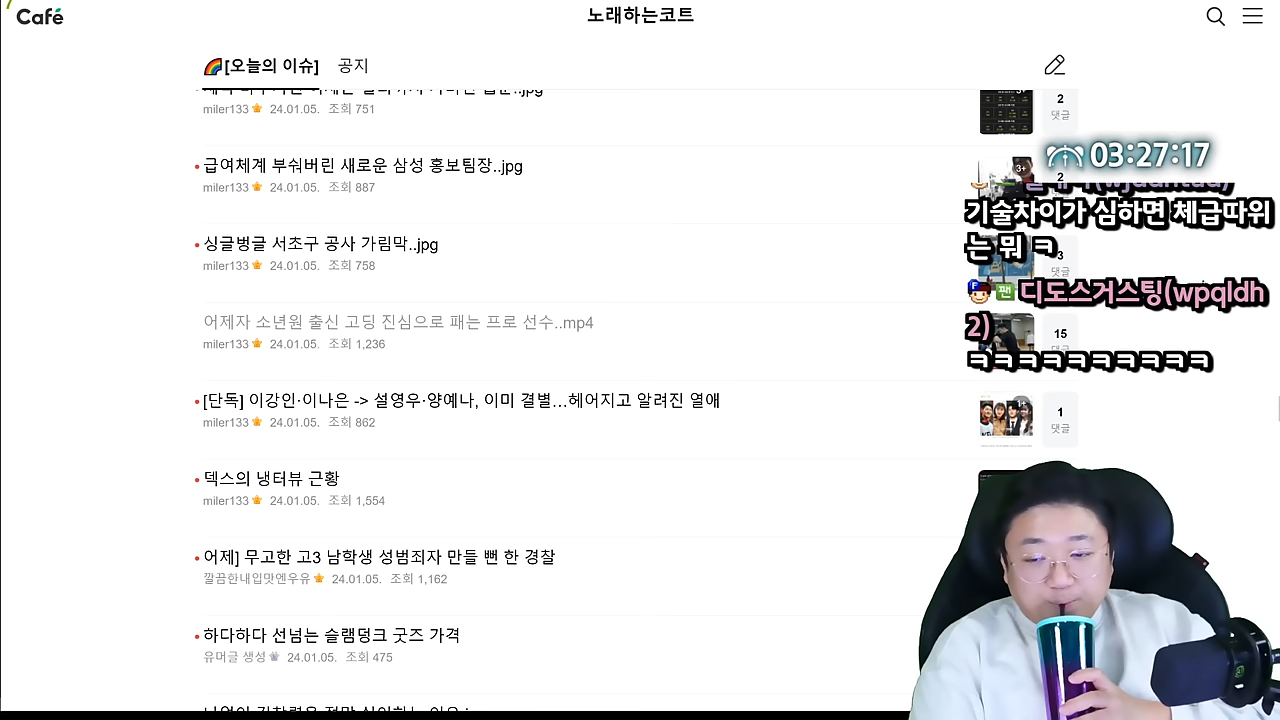 Café
노래하는코트
🌈[오늘의 이슈] 공지
miler133 24.01.05. 조회 751
2
댓글
급여체계 부숴버린 새로운 삼성 홍보팀장..jpg
miler133 24.01.05. 조회 887
3+
2
03:27:17
기술차이가 심하면 체급따위
는 뭐 ㅋ
싱글벙글 서초구 공사 가림막..jpg
miler133 24.01.05. 조회 758
3
댓글
F 팬 디도스거스팅(wpqldh
2)
ㅋㅋㅋㅋㅋㅋㅋㅋㅋㅋ
어제자 소년원 출신 고딩 진심으로 패는 프로 선수..mp4
miler133 24.01.05. 조회 1,236
15
[단독] 이강인·이나은 -> 설영우·양예나, 이미 결별…헤어지고 알려진 열애
miler133 24.01.05. 조회 862
1
댓글
덱스의 냉터뷰 근황
miler133 24.01.05. 조회 1,554
어제] 무고한 고3 남학생 성범죄자 만들 뻔 한 경찰
깔끔한내입맛엔우유 24.01.05. 조회 1,162
하다하다 선넘는 슬램덩크 굿즈 가격
유머글 생성 24.01.05. 조회 475